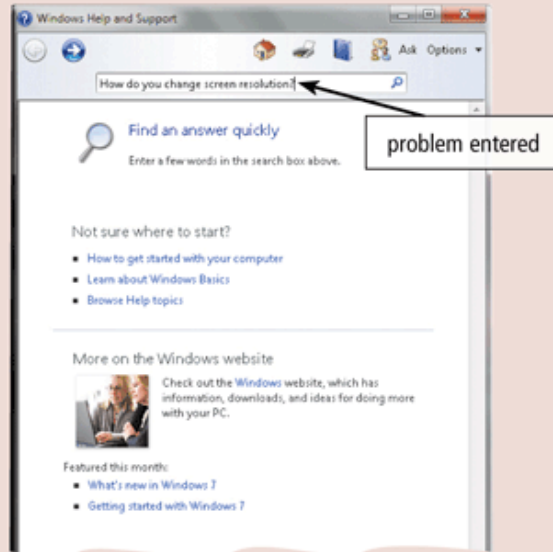 Windows Help and Support
Ask Options
How do you change screen resolution?
problem entered
Find an answer quickly
Enter a few words in the search box above.
Not sure where to start?
How to get started with your computer
Learn about Windows Basics
Browse Help topics
More on the Windows website
Check out the Windows website, which has
information, downloads, and ideas for doing more
with your PC.
Featured this month:
What's new in Windows 7
Getting started with Windows 7